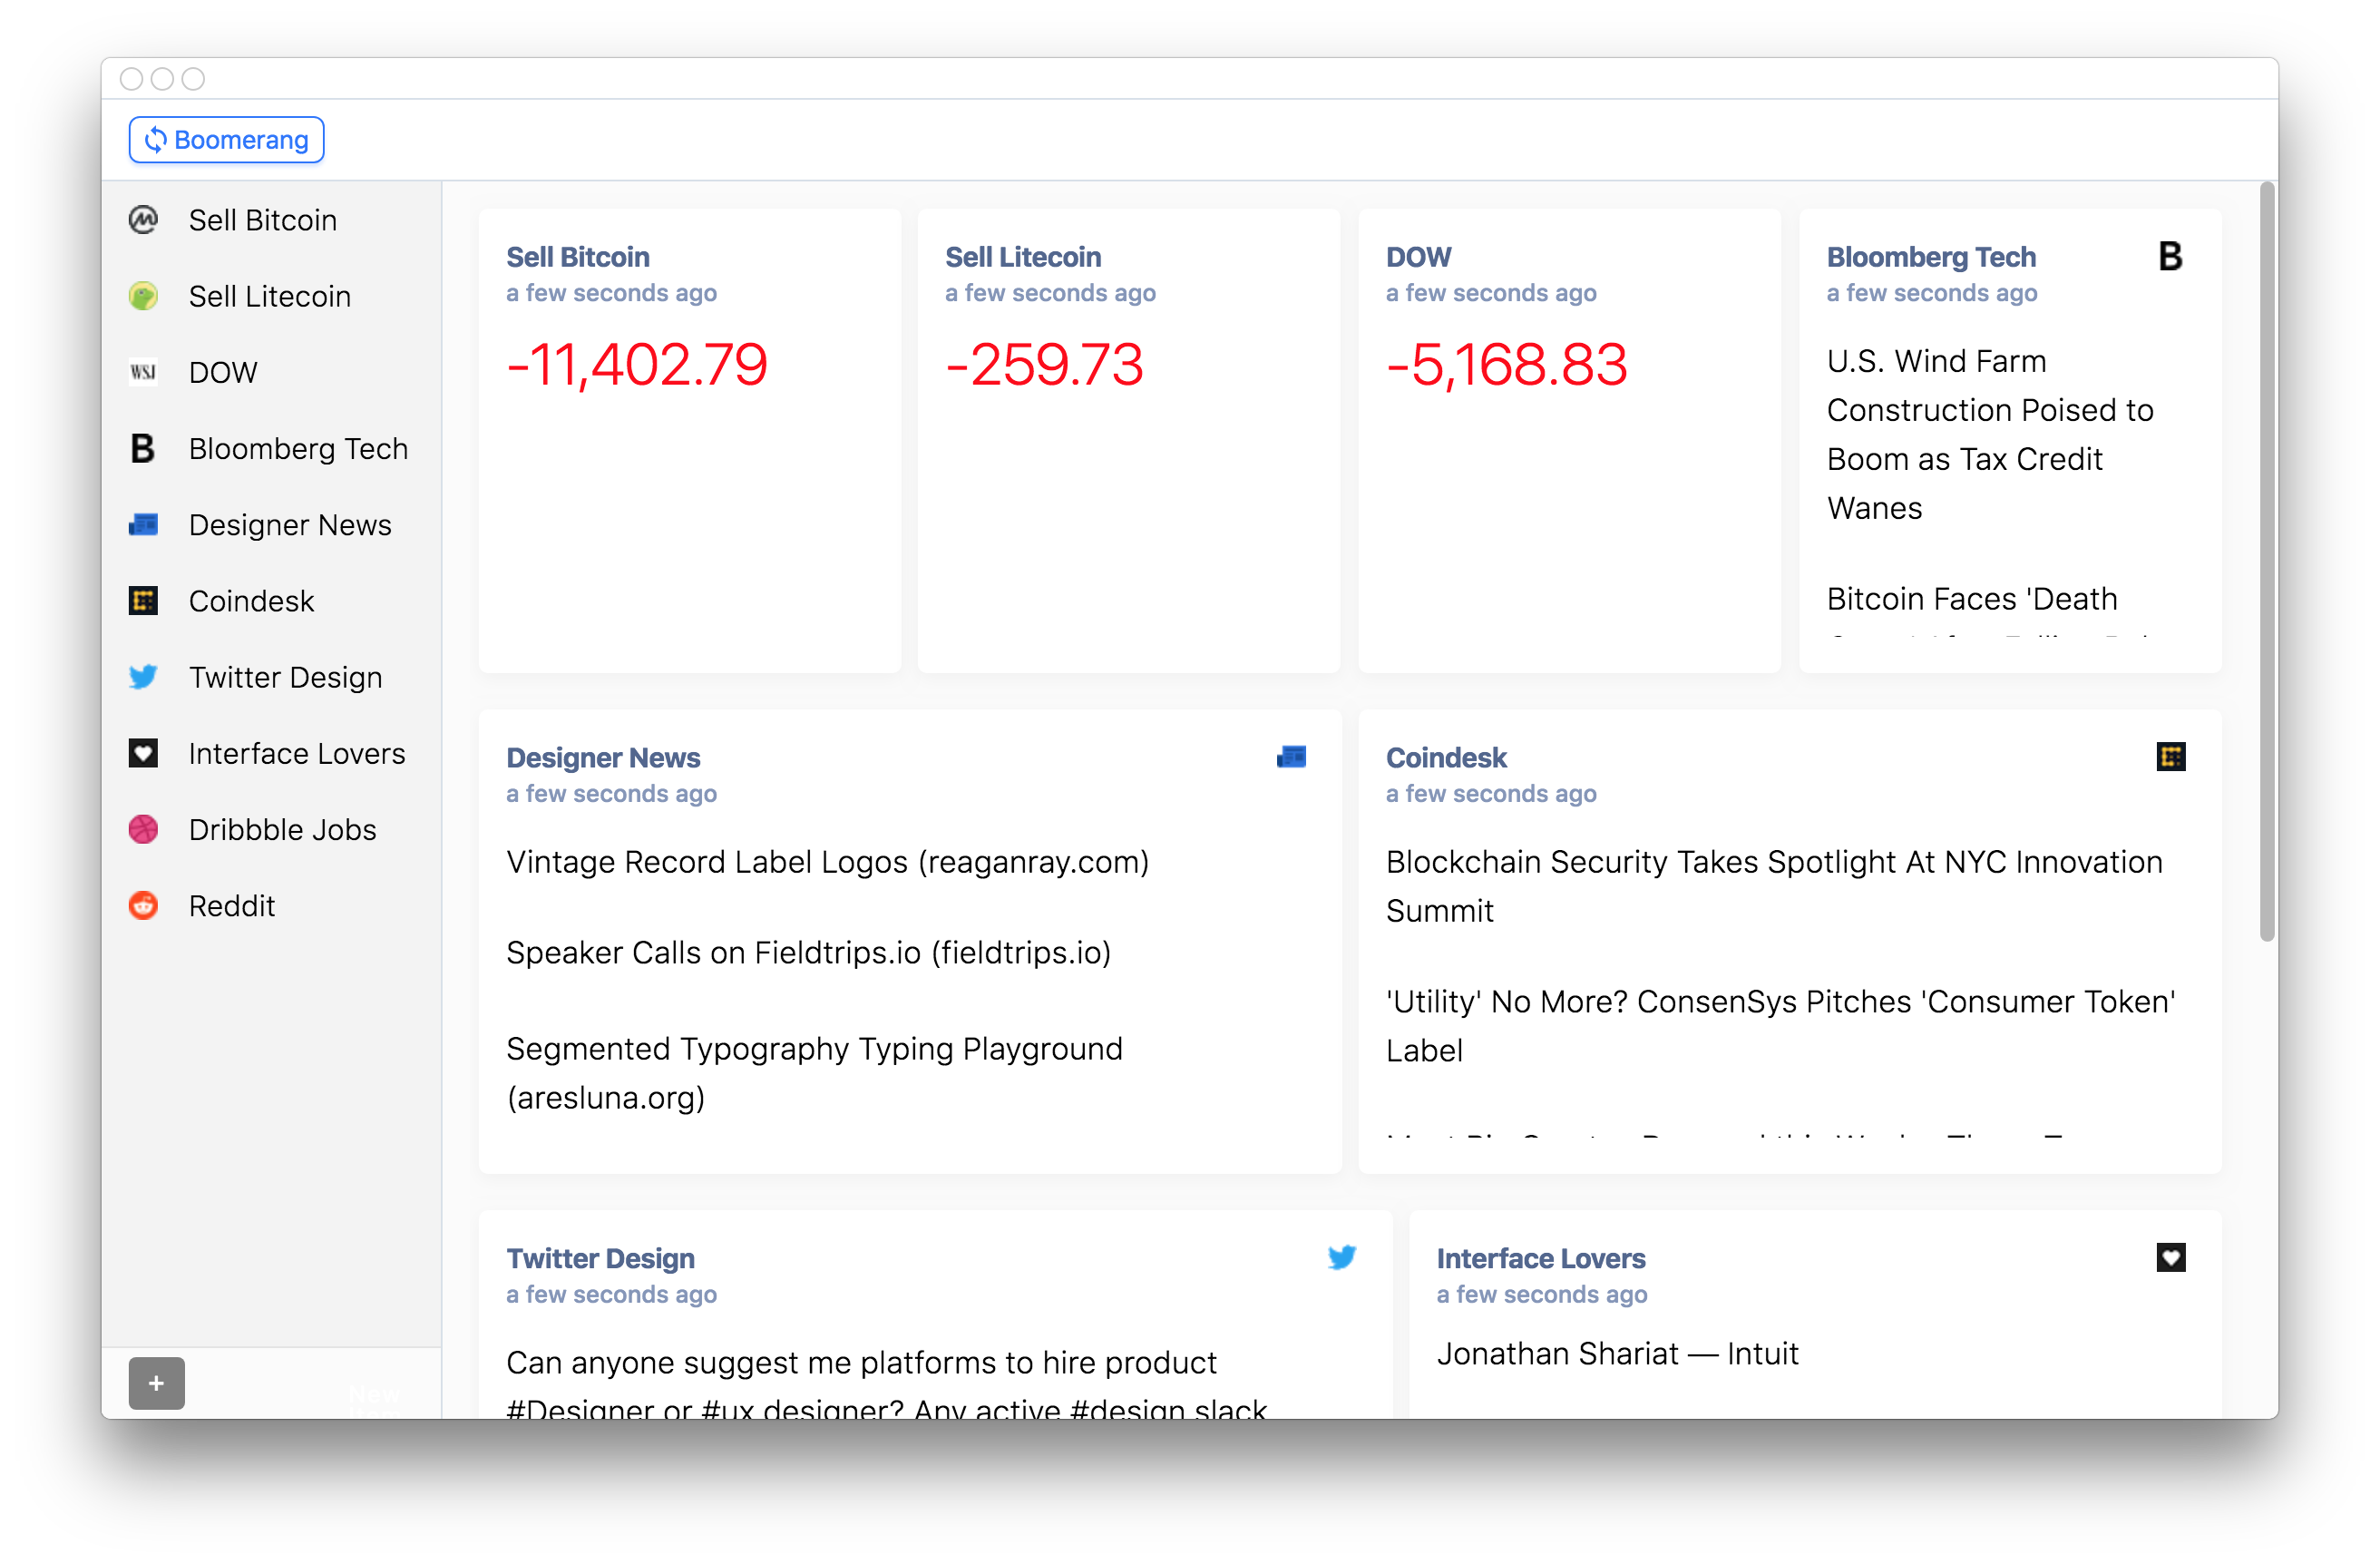 Boomerang
Sell Bitcoin
Sell Litecoin
WSJ
DOW
B
Bloomberg Tech
Designer News
Coindesk
Twitter Design
Interface Lovers
Dribbble Jobs
Reddit
+
New
Sell Bitcoin
a few seconds ago
-11,402.79
Sell Litecoin
a few seconds ago
-259.73
DOW
a few seconds ago
-5,168.83
Bloomberg Tech
B
a few seconds ago
U.S. Wind Farm
Construction Poised to
Boom as Tax Credit
Wanes
Bitcoin Faces 'Death
Designer News
a few seconds ago
Vintage Record Label Logos (reaganray.com)
Speaker Calls on Fieldtrips.io (fieldtrips.io)
Segmented Typography Typing Playground
(aresluna.org)
Coindesk
a few seconds ago
Blockchain Security Takes Spotlight At NYC Innovation
Summit
'Utility' No More? ConsenSys Pitches 'Consumer Token'
Label
Twitter Design
a few seconds ago
Can anyone suggest me platforms to hire product
#Designer or #ux designer? Any active #design slack
Interface Lovers
a few seconds ago
Jonathan Shariat — Intuit